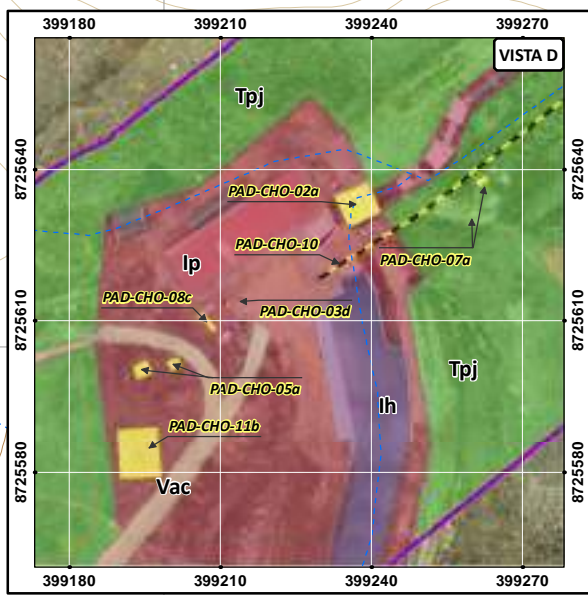 399180 399210 399240 399270
VISTA D
Tpj
8725640 8725640
PAD-CHO-02a
PAD-CHO-10
PAD-CHO-07a
Ip
PAD-CHO-08c
PAD-CHO-03d
8725610 8725610
Tpj
PAD-CHO-05a
Ih
PAD-CHO-11b
8725580 8725580
Vac
399180 399210 399240 399270